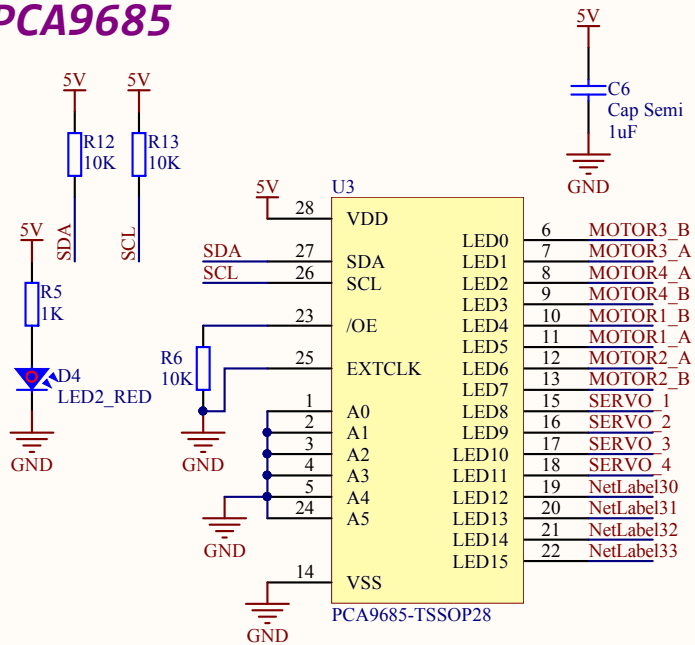 PCA9685
5V
C6
Cap Semi
1uF
GND
5V
5V
R12
10K
R13
10K
SDA
SCL
5V
R5
1K
D4
LED2_RED
GND
5V
U3
28
VDD
SDA
27
SDA
SCL
26
SCL
23
/OE
R6
10K
25
EXTCLK
GND
1
A0
2
A1
3
A2
4
A3
5
A4
24
A5
GND
14
VSS
GND
LED0
6
MOTOR3_B
LED1
7
MOTOR3_A
LED2
8
MOTOR4_A
LED3
9
MOTOR4_B
LED4
10
MOTOR1_B
LED5
11
MOTOR1_A
LED6
12
MOTOR2_A
LED7
13
MOTOR2_B
LED8
15
SERVO_1
LED9
16
SERVO_2
LED10
17
SERVO_3
LED11
18
SERVO_4
LED12
19
NetLabel30
LED13
20
NetLabel31
LED14
21
NetLabel32
LED15
22
NetLabel33
PCA9685-TSSOP28